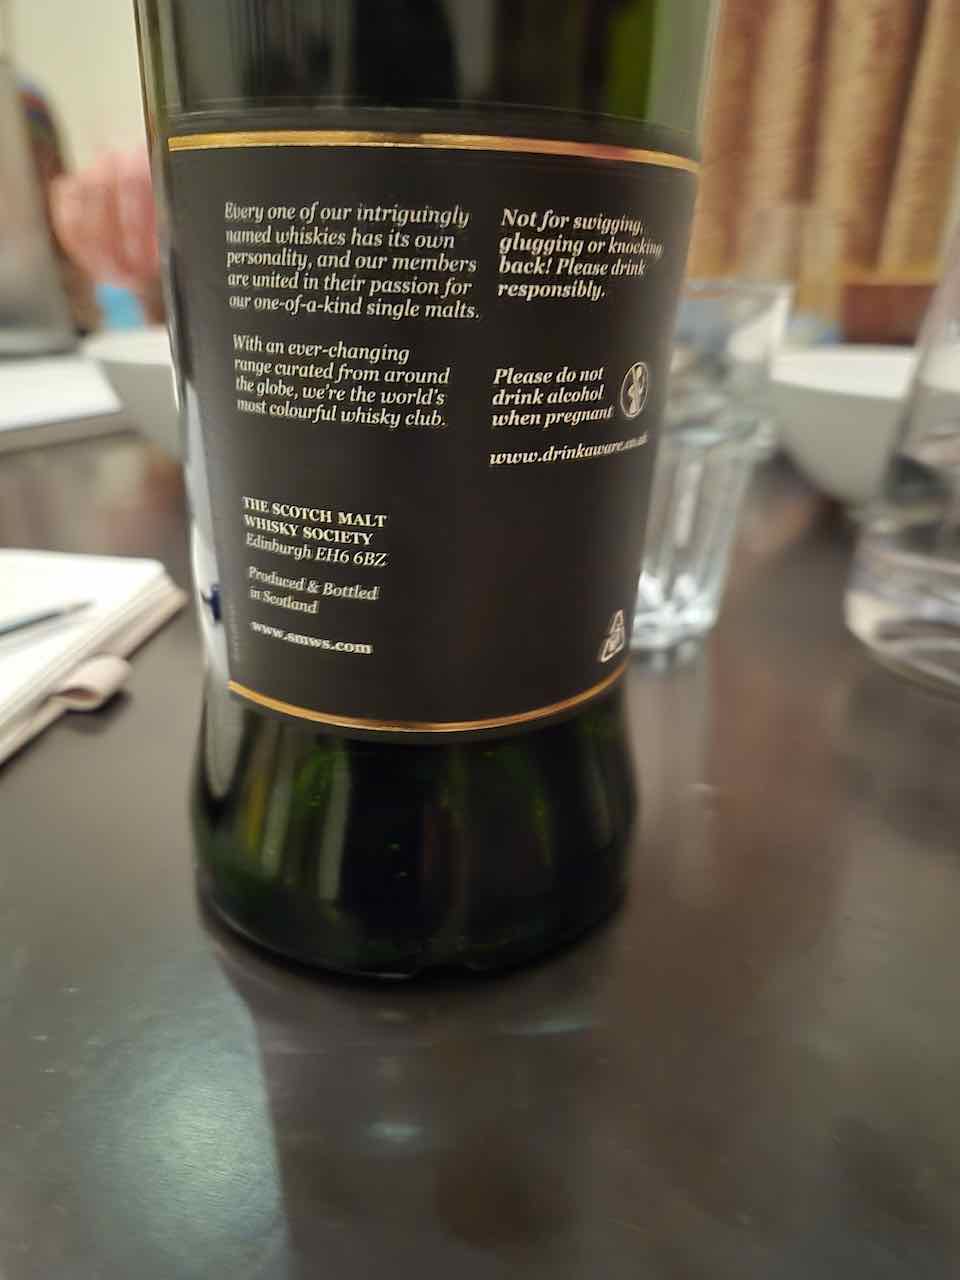 Every one of our intriguingly
named whiskies has its own
personality, and our members
are united in their passion for
our one-of-a-kind single malts.
With an ever-changing
range curated from around
the globe, we're the world's
most colourful whisky club.
THE SCOTCH MALT
WHISKY SOCIETY
Edinburgh EH6 6BZ
Produced & Bottled
in Scotland
www.smws.com
Not for swigging,
glugging or knocking
back! Please drink
responsibly.
Please do not
drink alcohol
when pregnant
www.drinkaware.co.uk